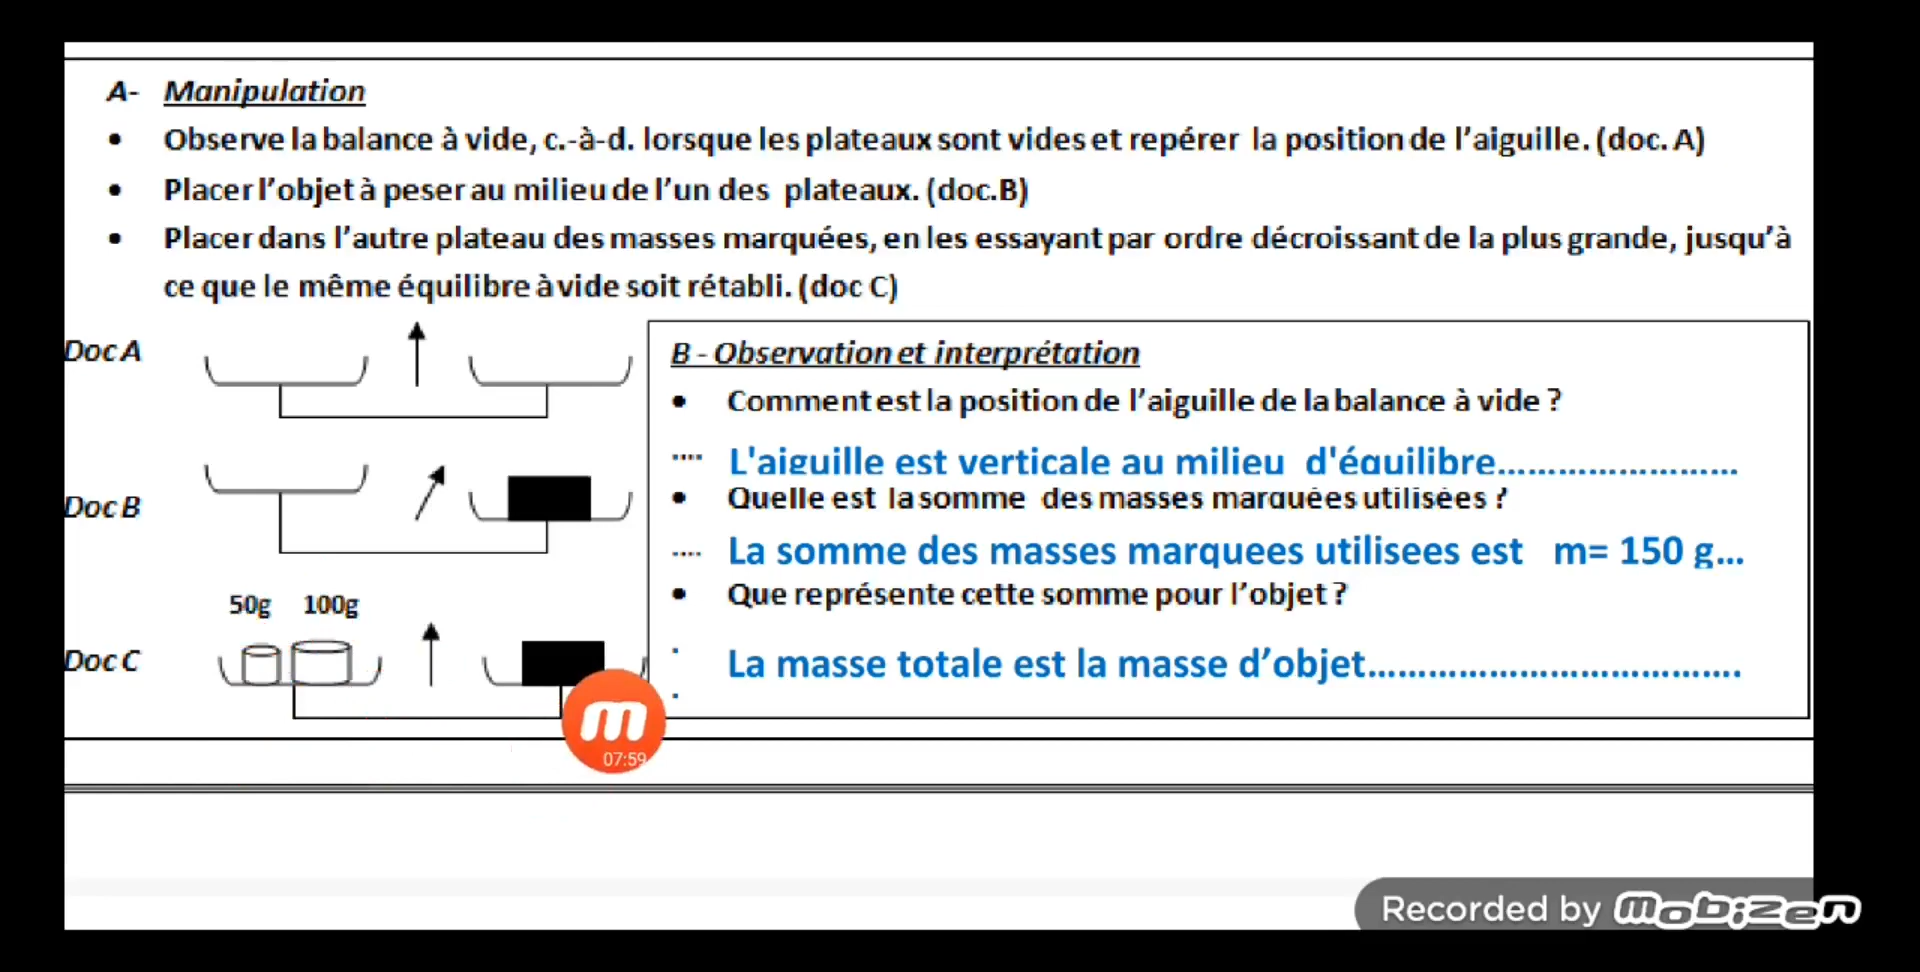 A- Manipulation
• Observe la balance à vide, c.-à-d. lorsque les plateaux sont vides et repérer la position de l'aiguille. (doc. A)
• Placer l'objet à peser au milieu de l'un des plateaux. (doc.B)
• Placer dans l'autre plateau des masses marquées, en les essayant par ordre décroissant de la plus grande, jusqu'à
ce que le même équilibre à vide soit rétabli. (doc C)
Doc A
Doc B
50g 100g
Doc C
B - Observation et interprétation
• Comment est la position de l'aiguille de la balance à vide ?
.... L'aiguille est verticale au milieu d'équilibre........................
• Quelle est la somme des masses marquées utilisées ?
.... La somme des masses marquees utilisees est m= 150 g...
• Que représente cette somme pour l'objet ?
La masse totale est la masse d’objet....................................
m
07:59
Recorded by mobizen